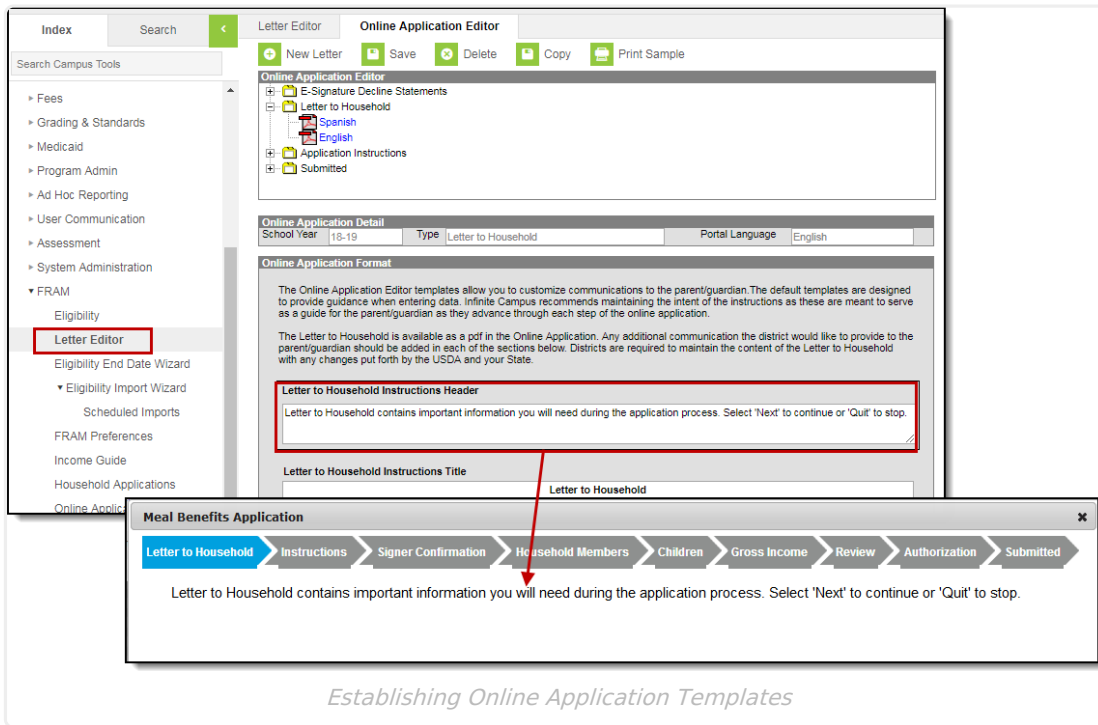 Index
Search
Search Campus Tools
Fees
Grading & Standards
Medicaid
Program Admin
Ad Hoc Reporting
User Communication
Assessment
System Administration
FRAM
Eligibility
Letter Editor
Eligibility End Date Wizard
Eligibility Import Wizard
Scheduled Imports
FRAM Preferences
Income Guide
Household Applications
Letter Editor
Online Application Editor
New Letter
Save
Delete
Copy
Print Sample
Online Application Editor
E-Signature Decline Statements
Letter to Household
Spanish
English
Application Instructions
Submitted
Online Application Detail
School Year 18-19 Type Letter to Household Portal Language English
Online Application Format
The Online Application Editor templates allow you to customize communications to the parent/guardian.The default templates are designed
to provide guidance when entering data. Infinite Campus recommends maintaining the intent of the instructions as these are meant to serve
as a guide for the parent/guardian as they advance through each step of the online application.
The Letter to Household is available as a pdf in the Online Application. Any additional communication the district would like to provide to the
parent/guardian should be added in each of the sections below. Districts are required to maintain the content of the Letter to Household
with any changes put forth by the USDA and your State.
Letter to Household Instructions Header
Letter to Household contains important information you will need during the application process. Select 'Next' to continue or 'Quit' to stop.
Letter to Household Instructions Title
Letter to Household
Meal Benefits Application
Letter to Household Instructions Signer Confirmation Household Members Children Gross Income Review Authorization Submitted
Letter to Household contains important information you will need during the application process. Select 'Next' to continue or 'Quit' to stop.
Establishing Online Application Templates